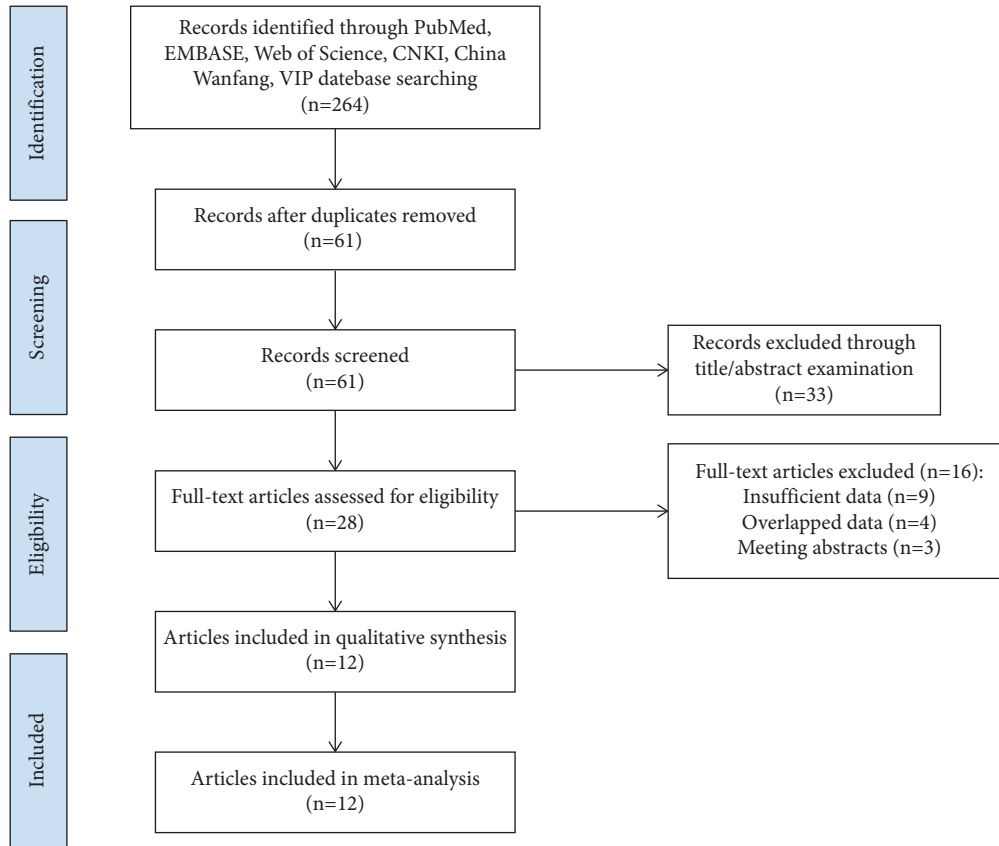 Identification
Records identified through PubMed,
EMBASE, Web of Science, CNKI, China
Wanfang, VIP datebase searching
(n=264)
Records after duplicates removed
(n=61)
Screening
Records screened
(n=61)
Records excluded through
title/abstract examination
(n=33)
Eligibility
Full-text articles assessed for eligibility
(n=28)
Full-text articles excluded (n=16):
Insufficient data (n=9)
Overlapped data (n=4)
Meeting abstracts (n=3)
Articles included in qualitative synthesis
(n=12)
Included
Articles included in meta-analysis
(n=12)